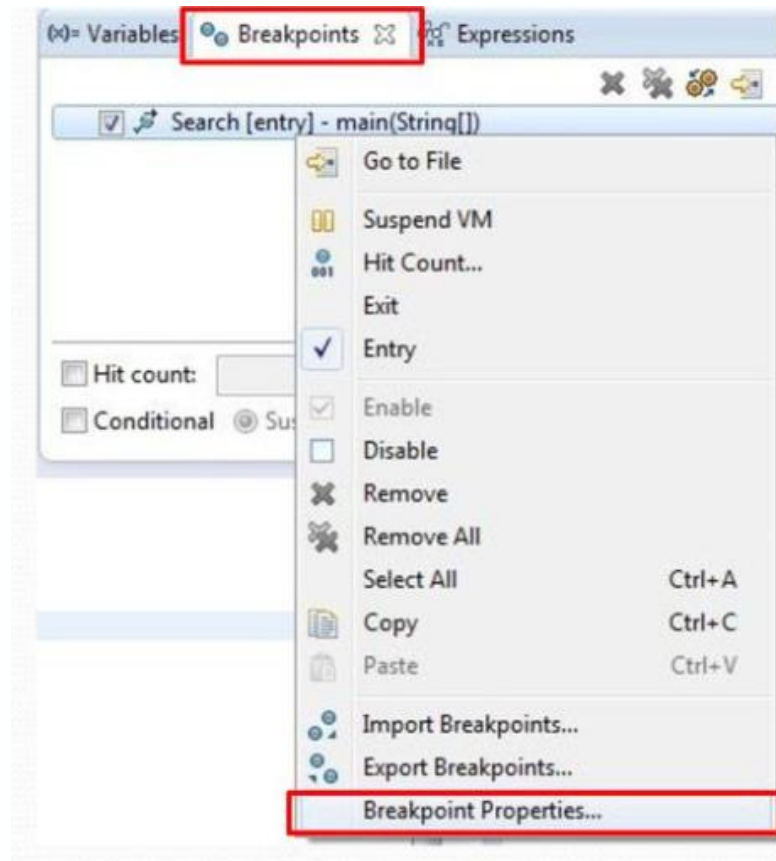 (x)= Variables Breakpoints Expressions
Search [entry] - main(String[])
Go to File
Suspend VM
001 Hit Count...
Exit
Entry
Hit count:
Enable
Conditional
Disable
Remove
Remove All
Select All Ctrl+A
Copy Ctrl+C
Paste Ctrl+V
Import Breakpoints...
Export Breakpoints...
Breakpoint Properties...